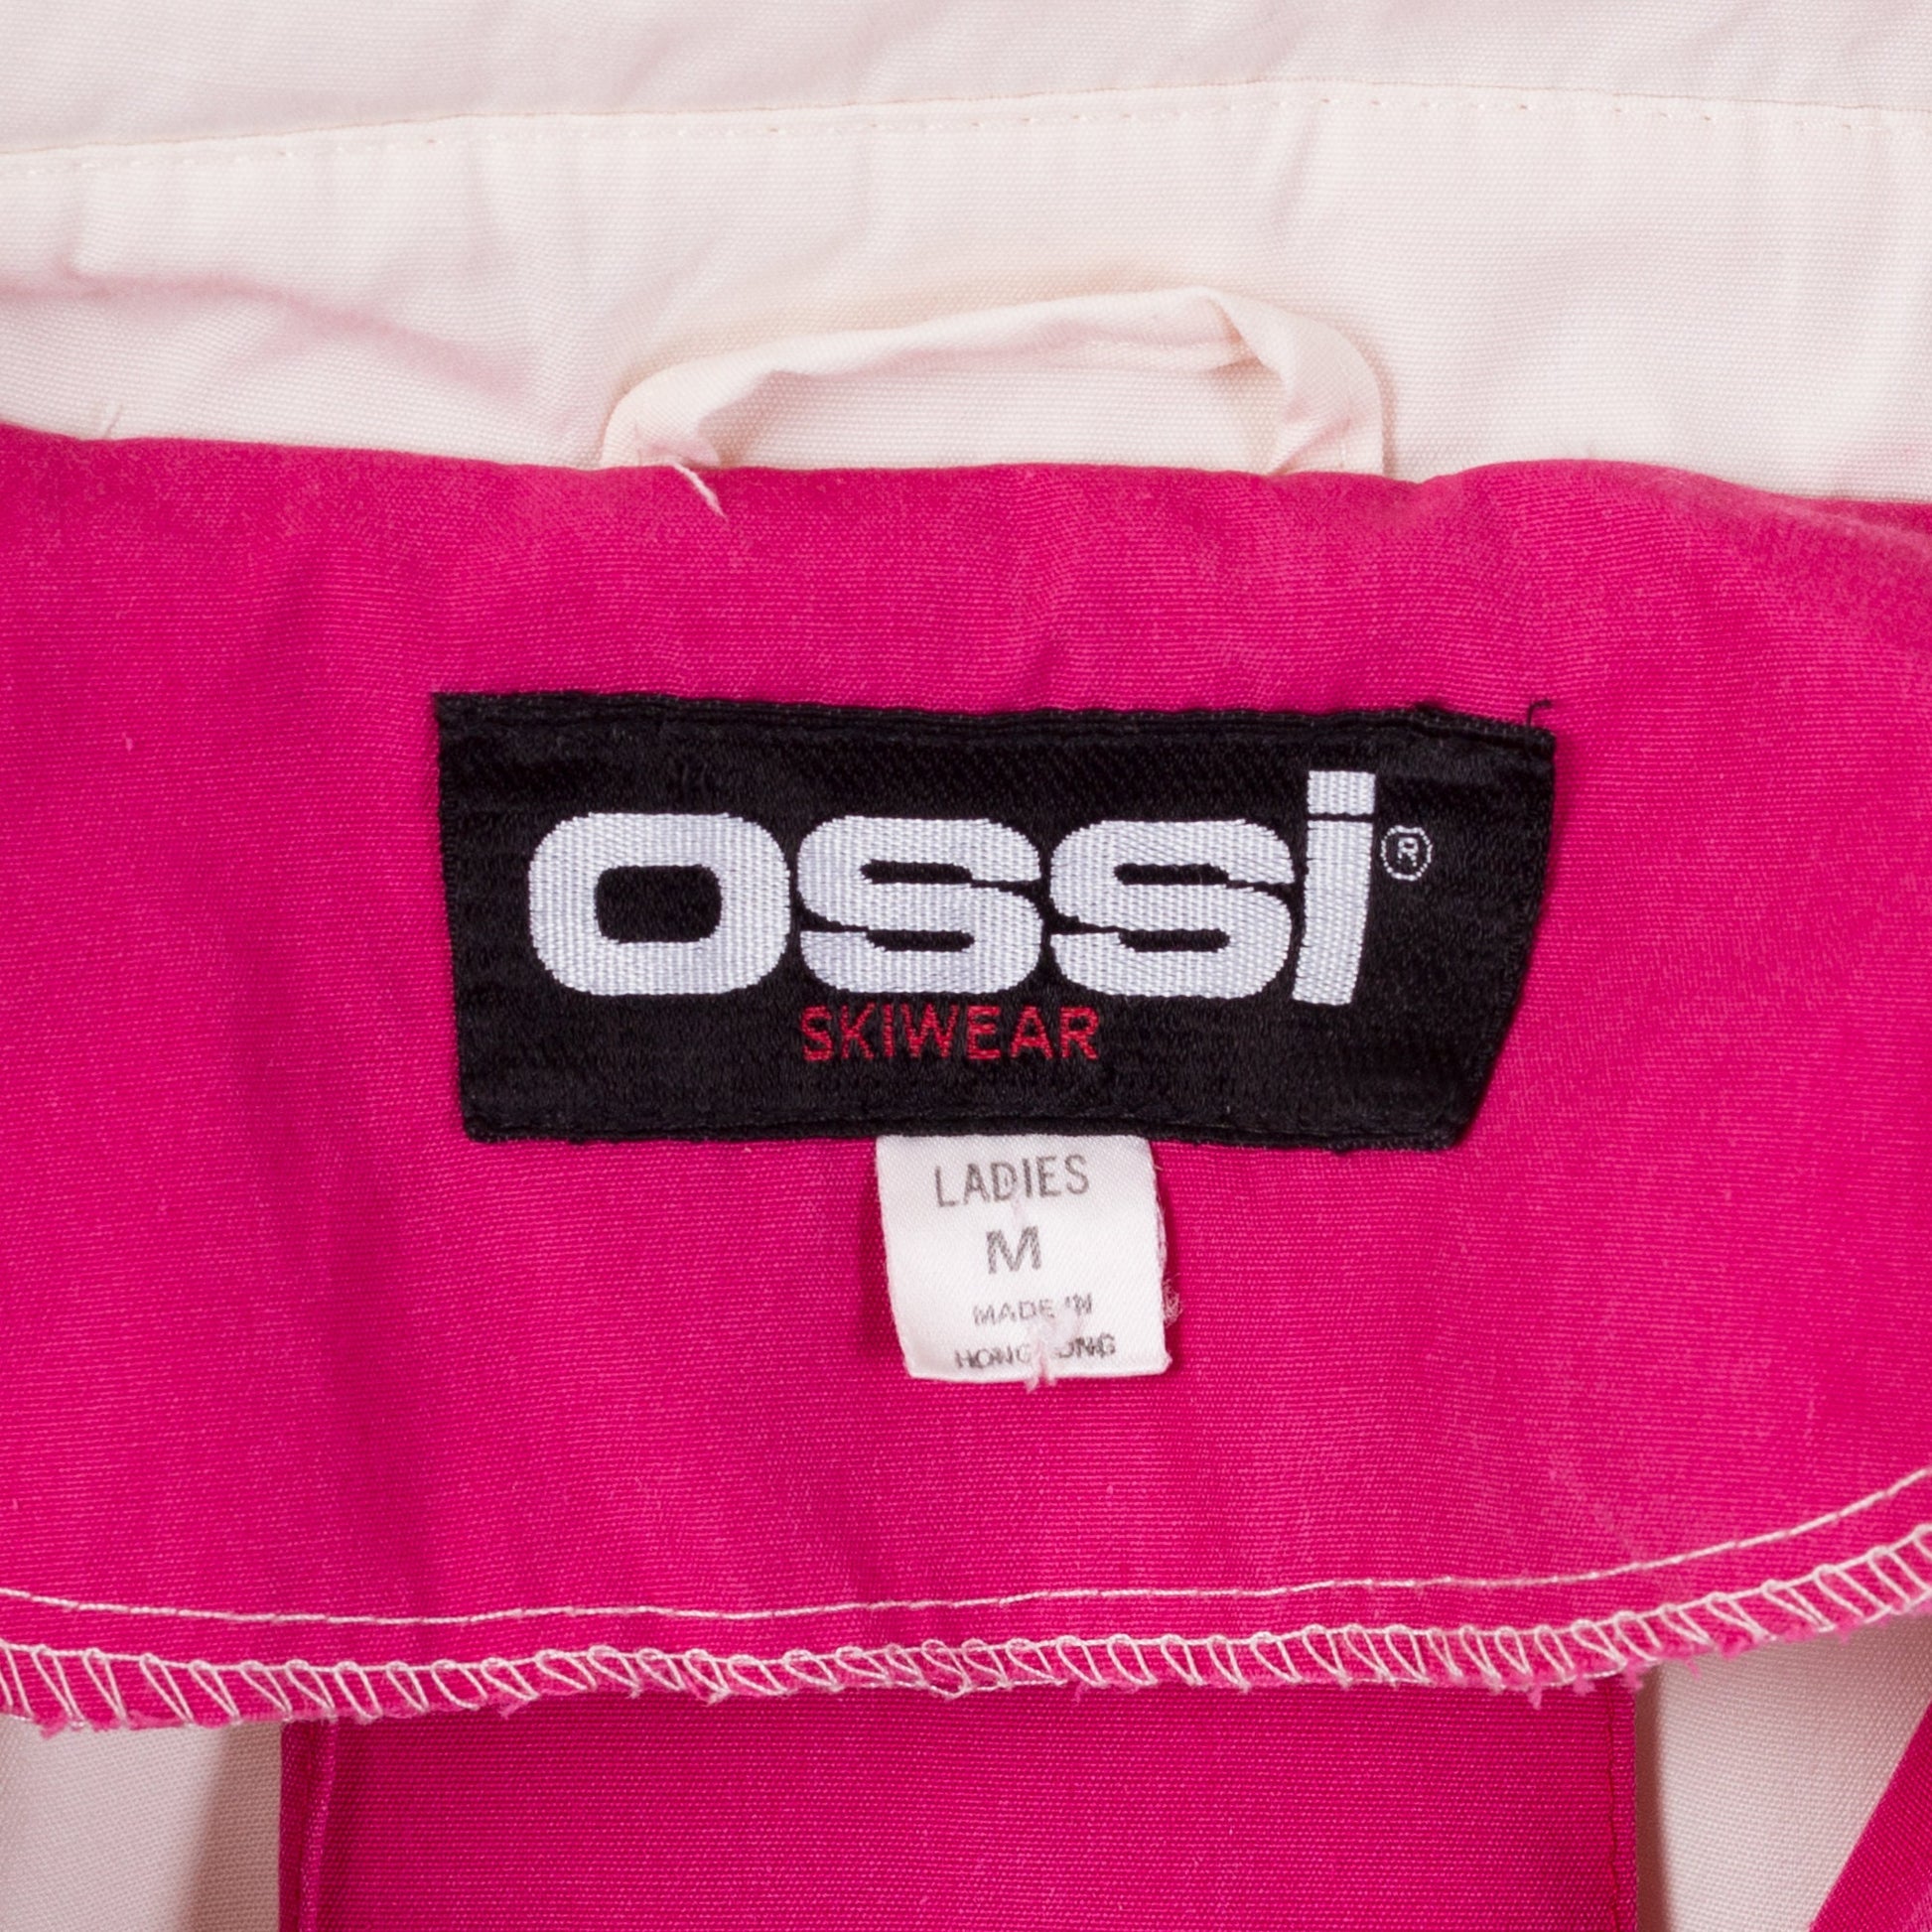 ossi®
SKIWEAR
LADIES
M
MADE IN
HONG KONG